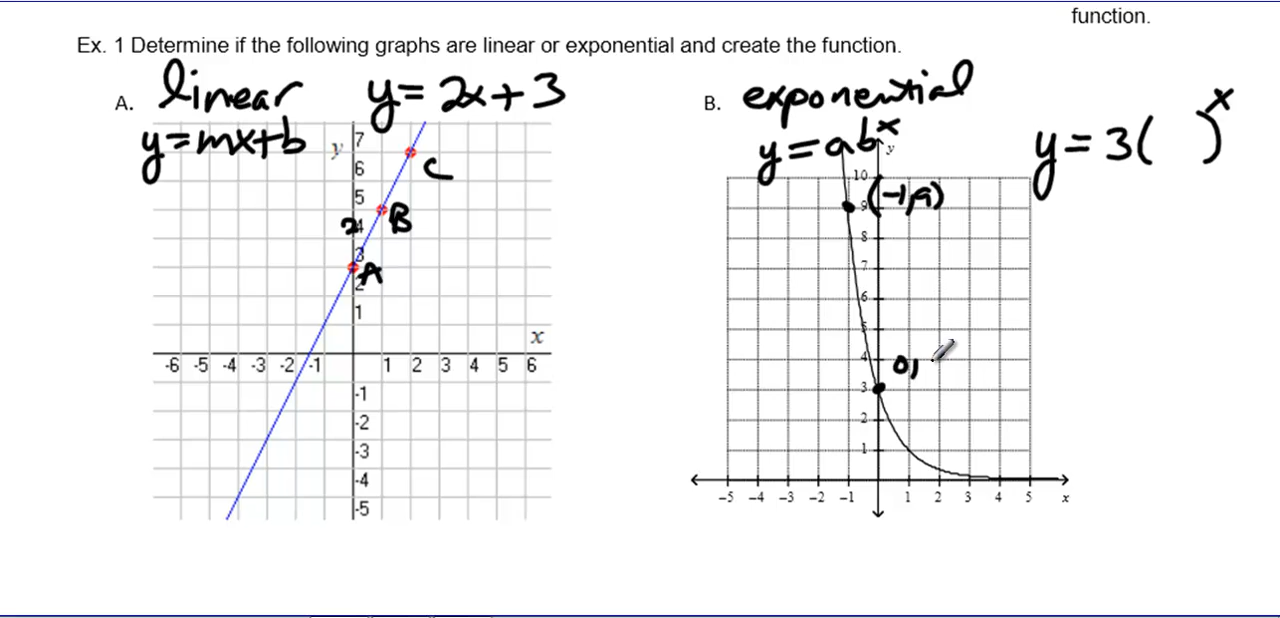 function.
Ex. 1 Determine if the following graphs are linear or exponential and create the function.
A. linear y=2x+3
y=mx+b
y
7
6
5
4
3
2
1
x
-6 -5 -4 -3 -2 -1 1 2 3 4 5 6
-1
-2
-3
-4
-5
C
2 B
A
B. exponential
y=ab^x
y=3( )^x
y
10
9 (-1,9)
8
7
6
5
4
0,
3
2
1
-5 -4 -3 -2 -1 1 2 3 4 5 x